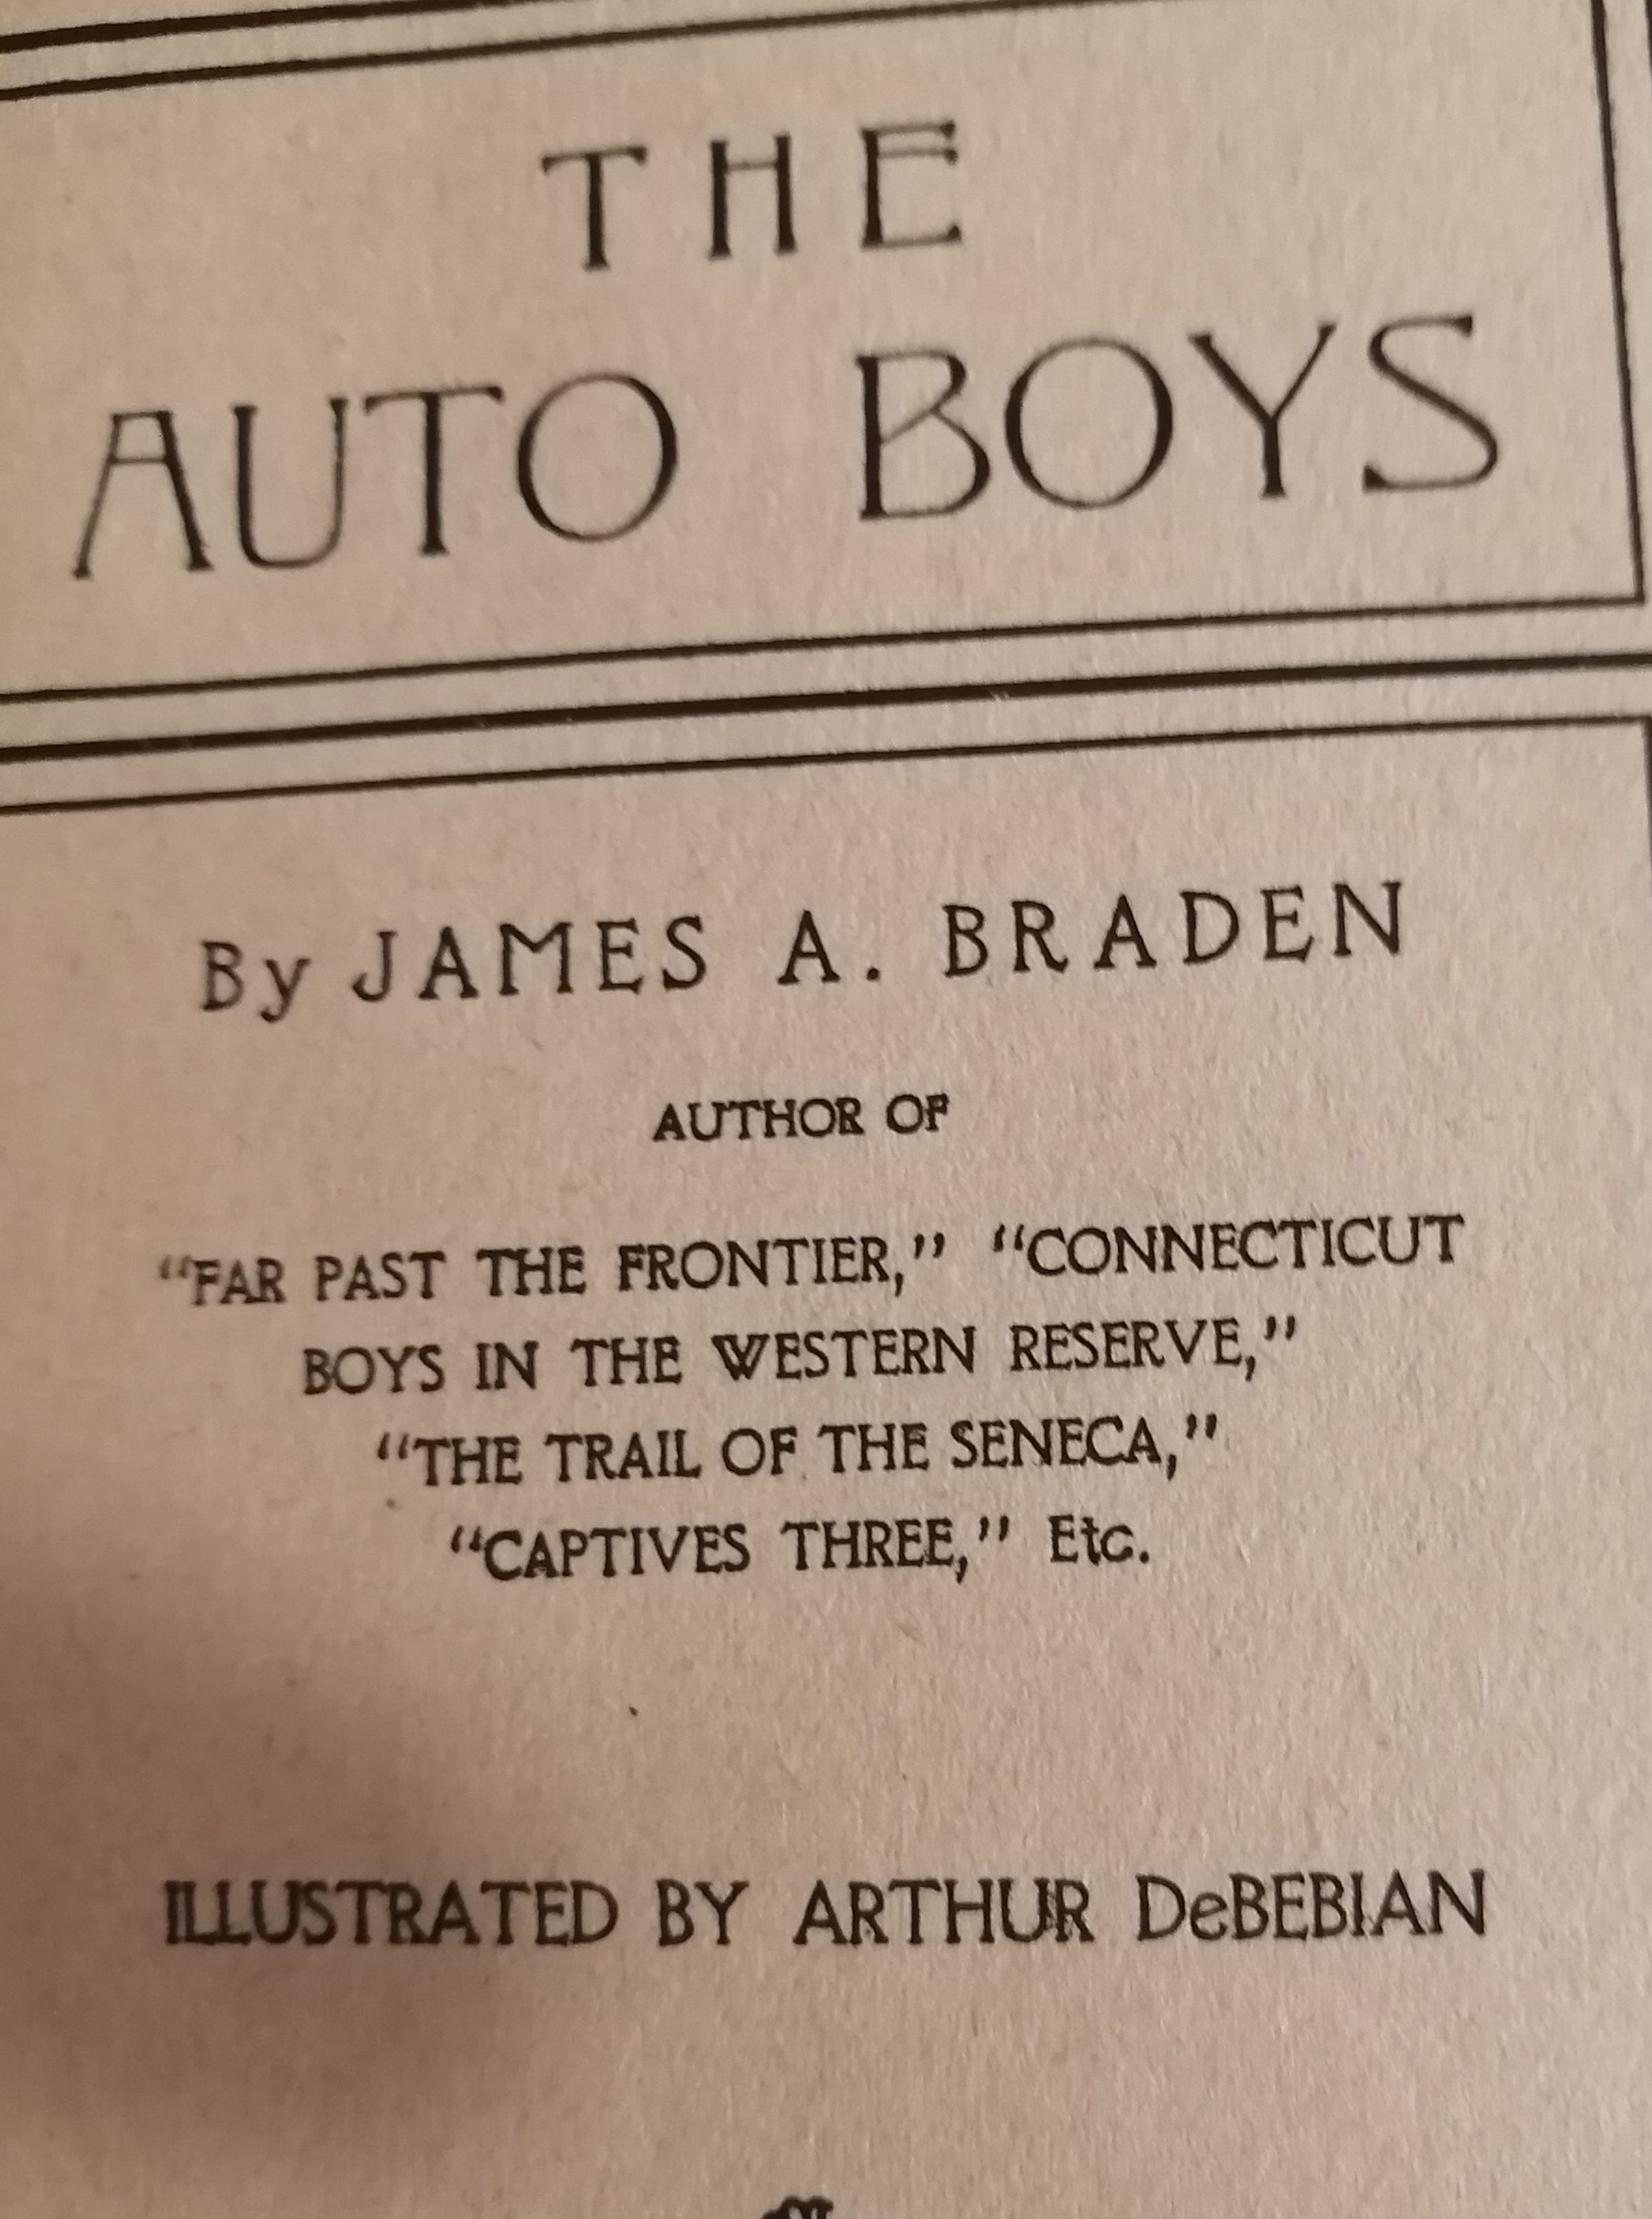 THE
AUTO BOYS
By JAMES A. BRADEN
AUTHOR OF
“FAR PAST THE FRONTIER,” “CONNECTICUT
BOYS IN THE WESTERN RESERVE,”
“THE TRAIL OF THE SENECA,”
“CAPTIVES THREE,” Etc.
ILLUSTRATED BY ARTHUR DeBEBIAN